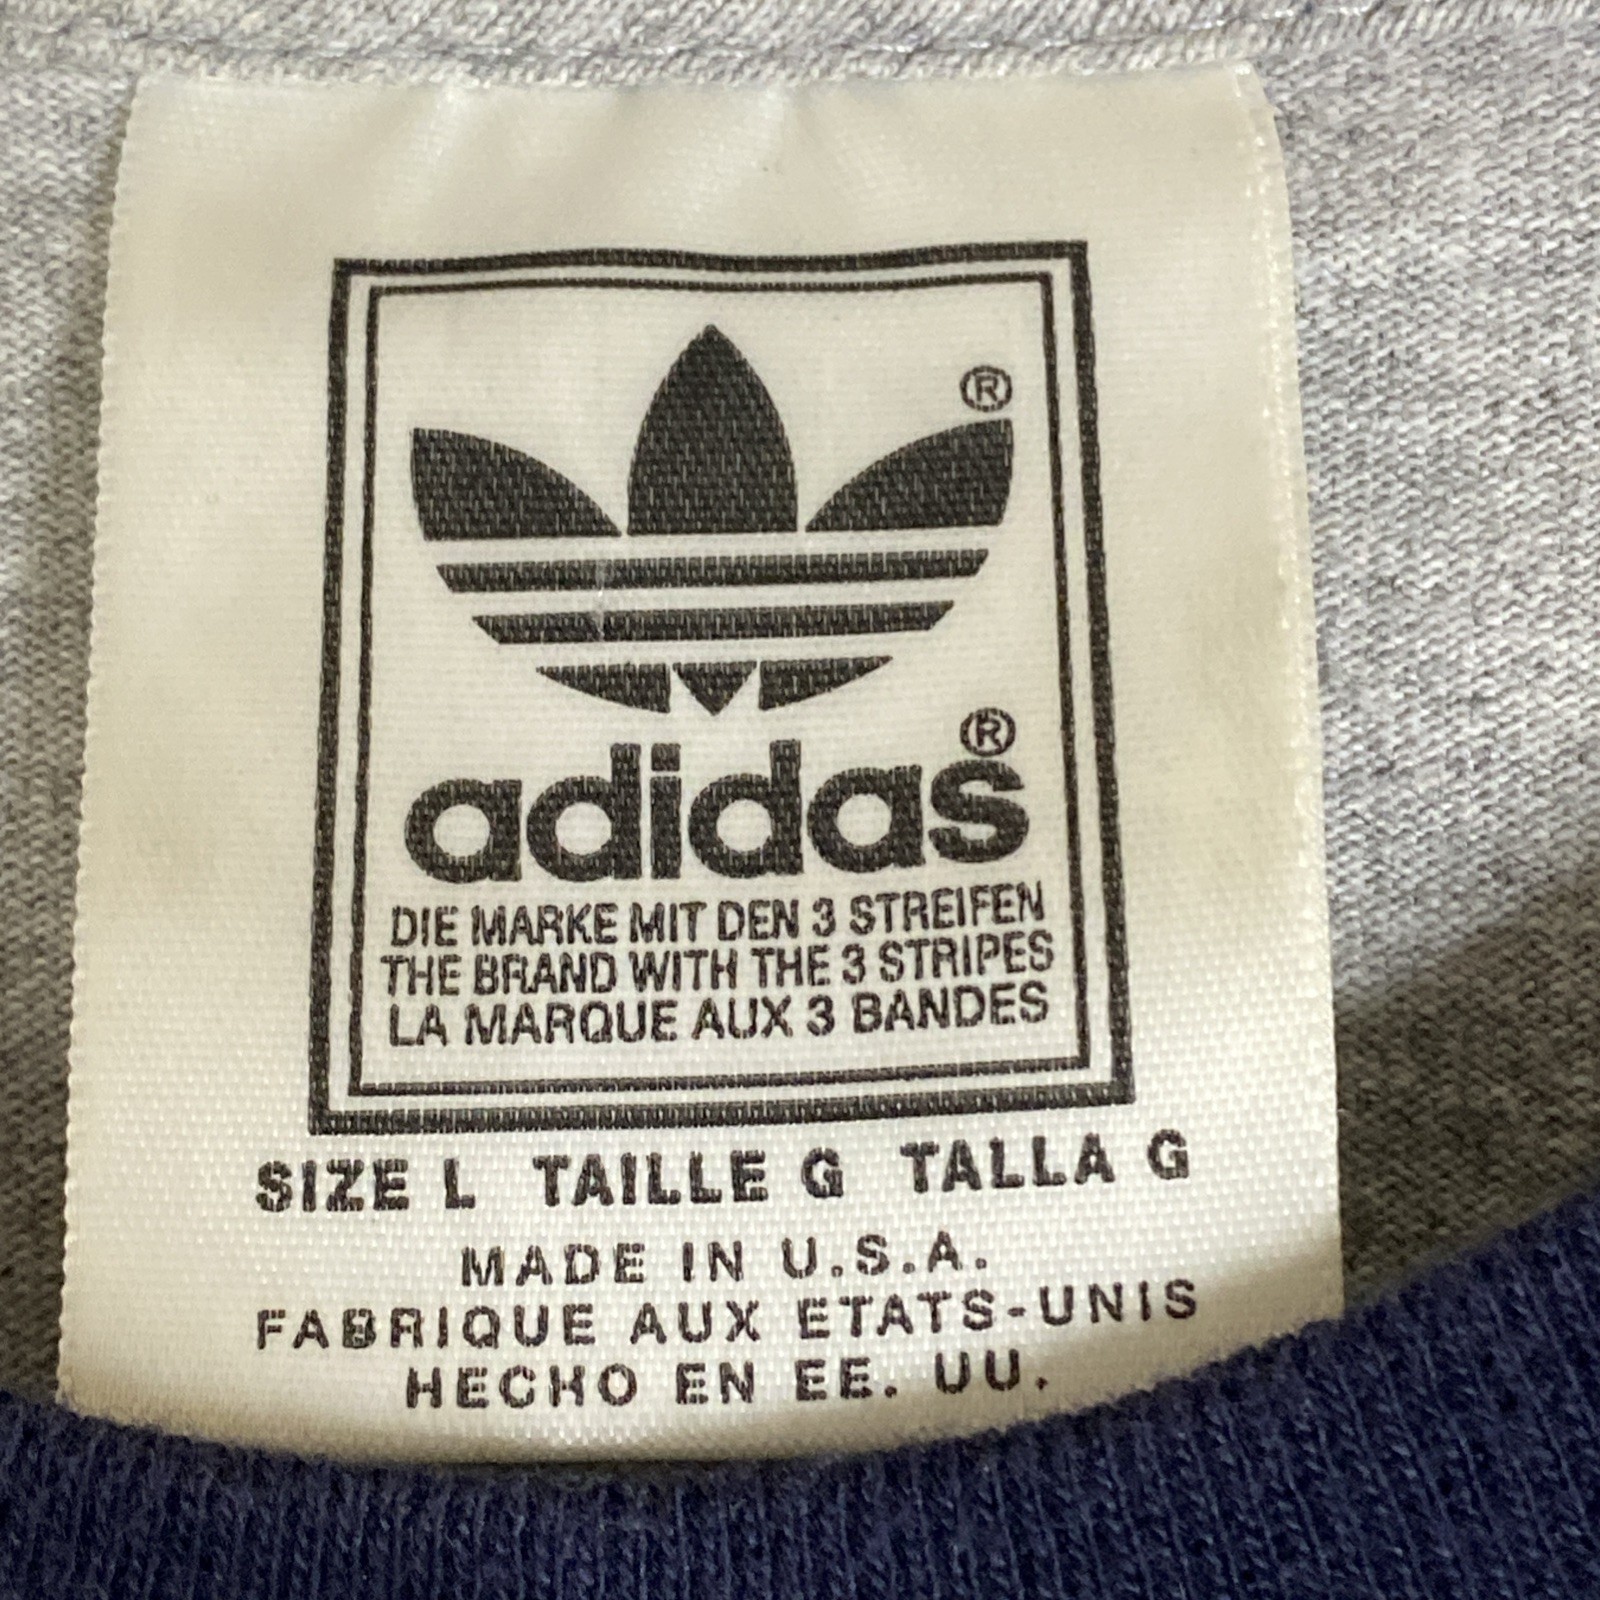 ®
adidas®
DIE MARKE MIT DEN 3 STREIFEN
THE BRAND WITH THE 3 STRIPES
LA MARQUE AUX 3 BANDES
SIZE L TAILLE G TALLA G
MADE IN U.S.A.
FABRIQUE AUX ETATS-UNIS
HECHO EN EE. UU.